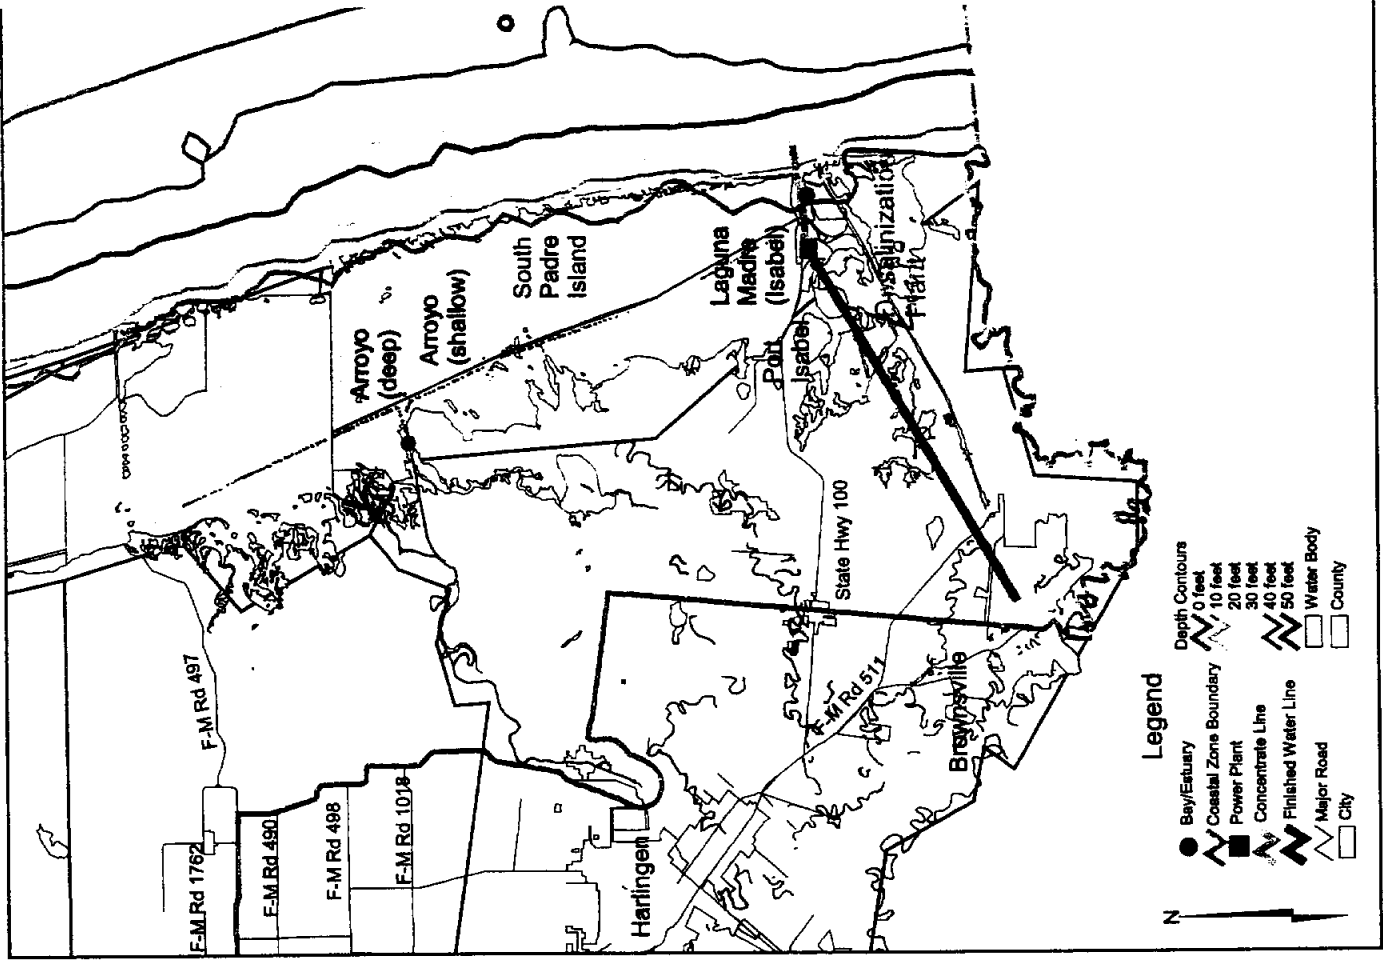 Arroyo
(deep)
Arroyo
(shallow)
South
Padre
Island
Laguna
Madre
(Isabel)
Port
Isabel
Plant
State Hwy 100
F-M Rd 511
F-M Rd 497
F-M Rd 1762
F-M Rd 490
F-M Rd 498
F-M Rd 1018
Harlingen
Brownsville
Legend
Bay/Estuary
Coastal Zone Boundary
Power Plant
Concentrate Line
Finished Water Line
Major Road
City
Depth Contours
0 feet
10 feet
20 feet
30 feet
40 feet
50 feet
Water Body
County
N